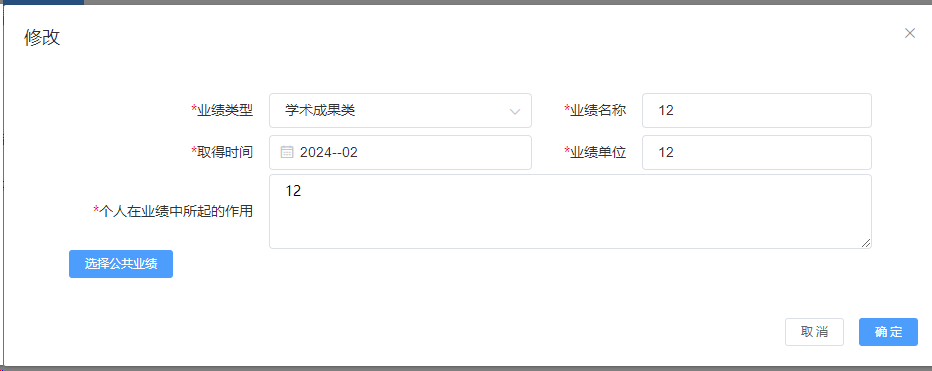 修改
*业绩类型 学术成果类 *业绩名称 12
*取得时间 2024--02 *业绩单位 12
12
*个人在业绩中所起的作用
选择公共业绩
取消 确定